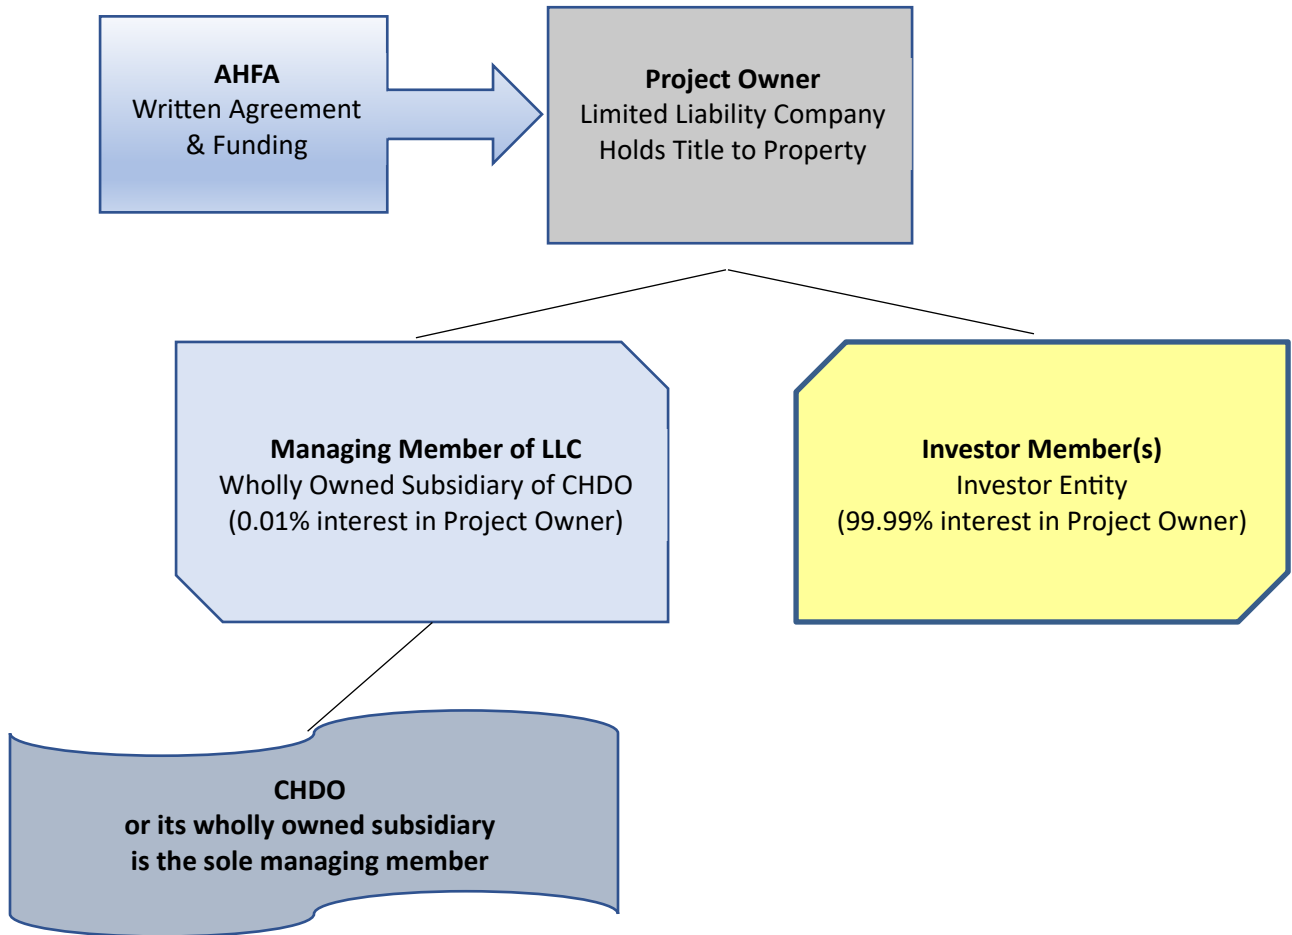 AHFA
Written Agreement
& Funding
Project Owner
Limited Liability Company
Holds Title to Property
Managing Member of LLC
Wholly Owned Subsidiary of CHDO
(0.01% interest in Project Owner)
Investor Member(s)
Investor Entity
(99.99% interest in Project Owner)
CHDO
or its wholly owned subsidiary
is the sole managing member